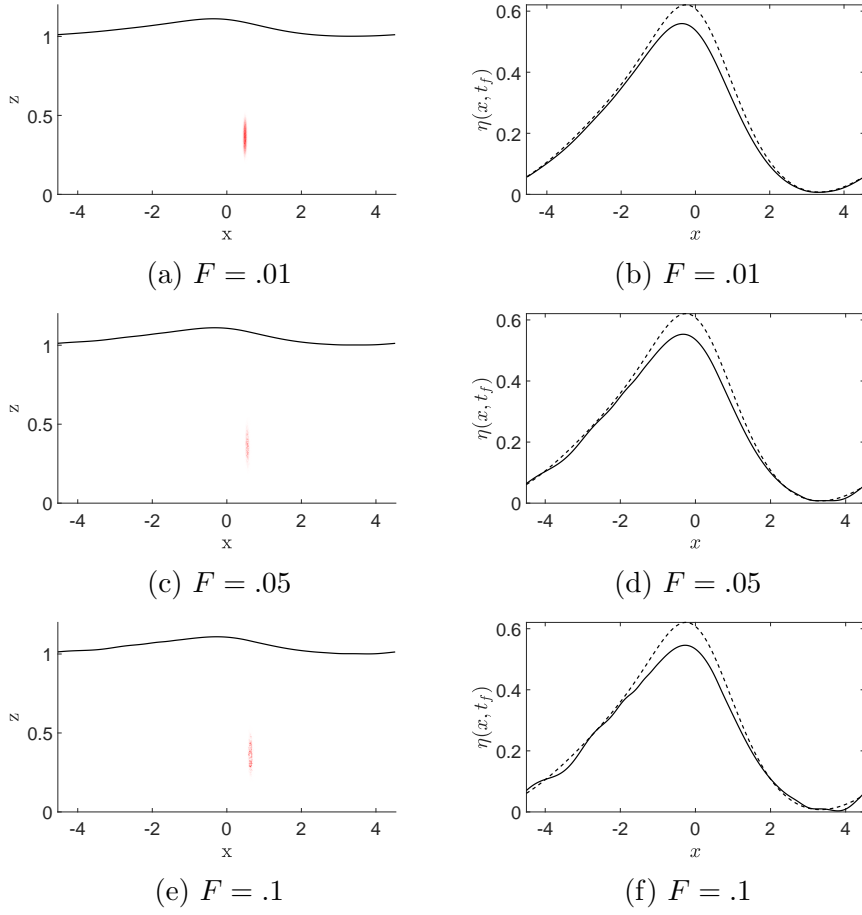 1
0.5
0
z
-4 -2 0 2 4
x
(a) F = .01
0.6
0.4
0.2
0
η(x, t_f)
-4 -2 0 2 4
x
(b) F = .01
1
0.5
0
z
-4 -2 0 2 4
x
(c) F = .05
0.6
0.4
0.2
0
η(x, t_f)
-4 -2 0 2 4
x
(d) F = .05
1
0.5
0
z
-4 -2 0 2 4
x
(e) F = .1
0.6
0.4
0.2
0
η(x, t_f)
-4 -2 0 2 4
x
(f) F = .1